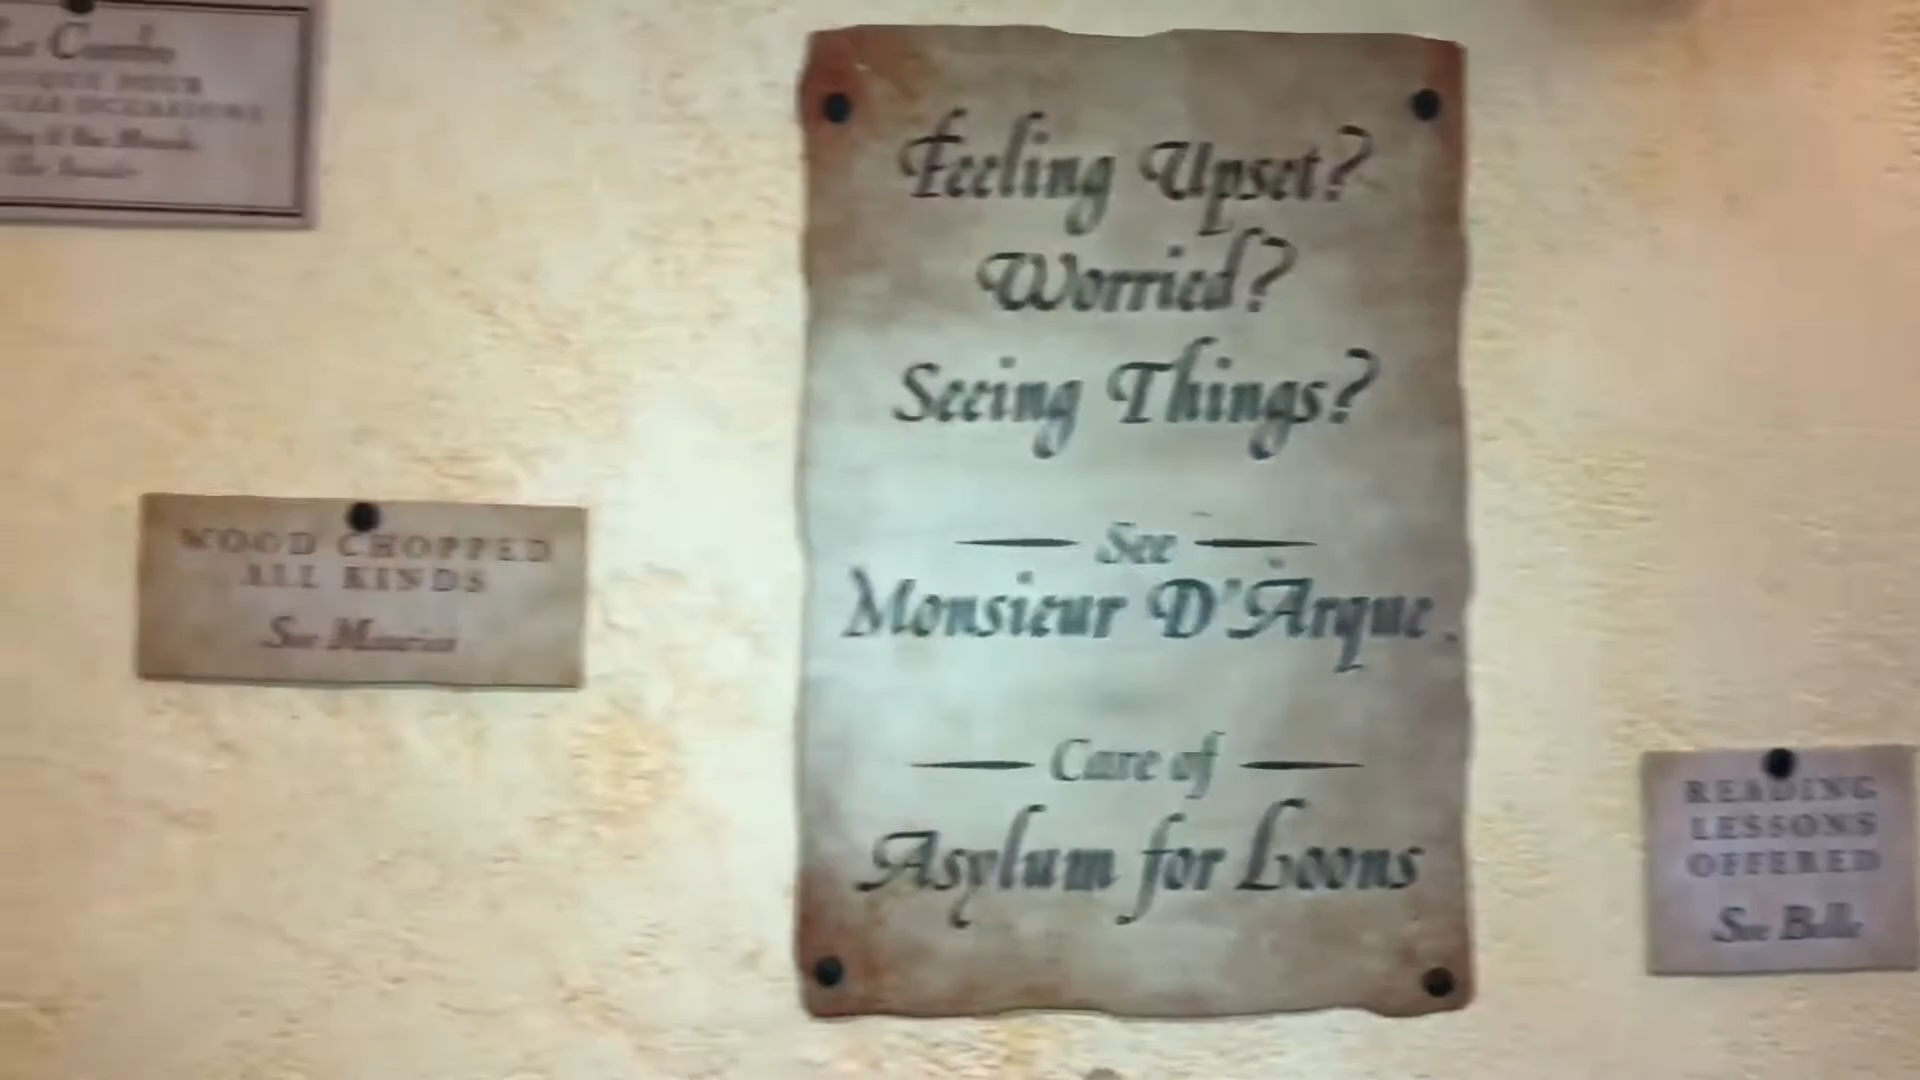 Feeling Upset?
Worried?
Seeing Things?
See
Monsieur D'Arque.
Care of
Asylum for Loons
WOOD CHOPPED
ALL KINDS
See Maurice
READING
LESSONS
OFFERED
See Belle